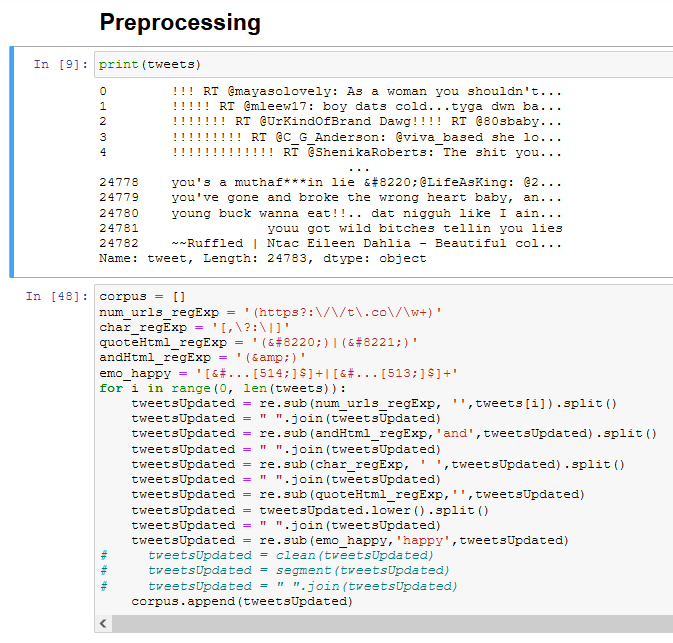 Preprocessing
In [9]: print(tweets)
0 !!! RT @mayasolovely: As a woman you shouldn't...
1 !!!!! RT @mleew17: boy dats cold...tyga dwn ba...
2 !!!!!!! RT @UrKindOfBrand Dawg!!!! RT @80sbaby...
3 !!!!!!!!! RT @C_G_Anderson: @viva_based she lo...
4 !!!!!!!!!!!!! RT @ShenikaRoberts: The shit you...
...
24778 you's a muthaf***in lie &#8220;@LifeAsKing: @2...
24779 you've gone and broke the wrong heart baby, an...
24780 young buck wanna eat!!.. dat nigguh like I ain...
24781 youu got wild bitches tellin you lies
24782 ~~Ruffled | Ntac Eileen Dahlia - Beautiful col...
Name: tweet, Length: 24783, dtype: object
In [48]: corpus = []
num_urls_regExp = '(https?:\/\/t\.co\/\w+)'
char_regExp = '[,\?:\|]'
quoteHtml_regExp = '(&#8220;)|(&#8221;)'
andHtml_regExp = '(&amp;)'
emo_happy = '[&#...[514;]$]+|[&#...[513;]$]+'
for i in range(0, len(tweets)):
tweetsUpdated = re.sub(num_urls_regExp, '',tweets[i]).split()
tweetsUpdated = " ".join(tweetsUpdated)
tweetsUpdated = re.sub(andHtml_regExp,'and',tweetsUpdated).split()
tweetsUpdated = " ".join(tweetsUpdated)
tweetsUpdated = re.sub(char_regExp, ' ',tweetsUpdated).split()
tweetsUpdated = " ".join(tweetsUpdated)
tweetsUpdated = re.sub(quoteHtml_regExp,'',tweetsUpdated)
tweetsUpdated = tweetsUpdated.lower().split()
tweetsUpdated = " ".join(tweetsUpdated)
tweetsUpdated = re.sub(emo_happy,'happy',tweetsUpdated)
# tweetsUpdated = clean(tweetsUpdated)
# tweetsUpdated = segment(tweetsUpdated)
# tweetsUpdated = " ".join(tweetsUpdated)
corpus.append(tweetsUpdated)